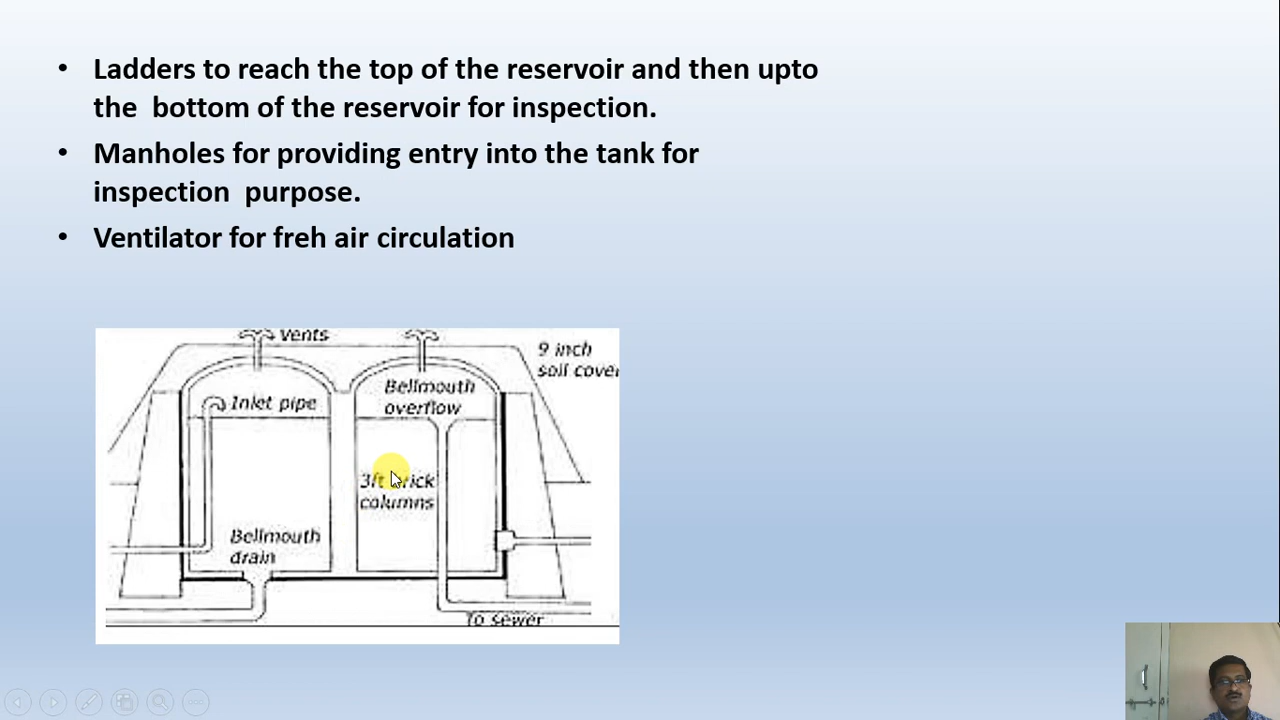 • Ladders to reach the top of the reservoir and then upto
the bottom of the reservoir for inspection.
• Manholes for providing entry into the tank for
inspection purpose.
• Ventilator for freh air circulation
vents
9 inch
soil cover
Bellmouth
overflow
Inlet pipe
3ft brick
columns
Bellmouth
drain
To sewer